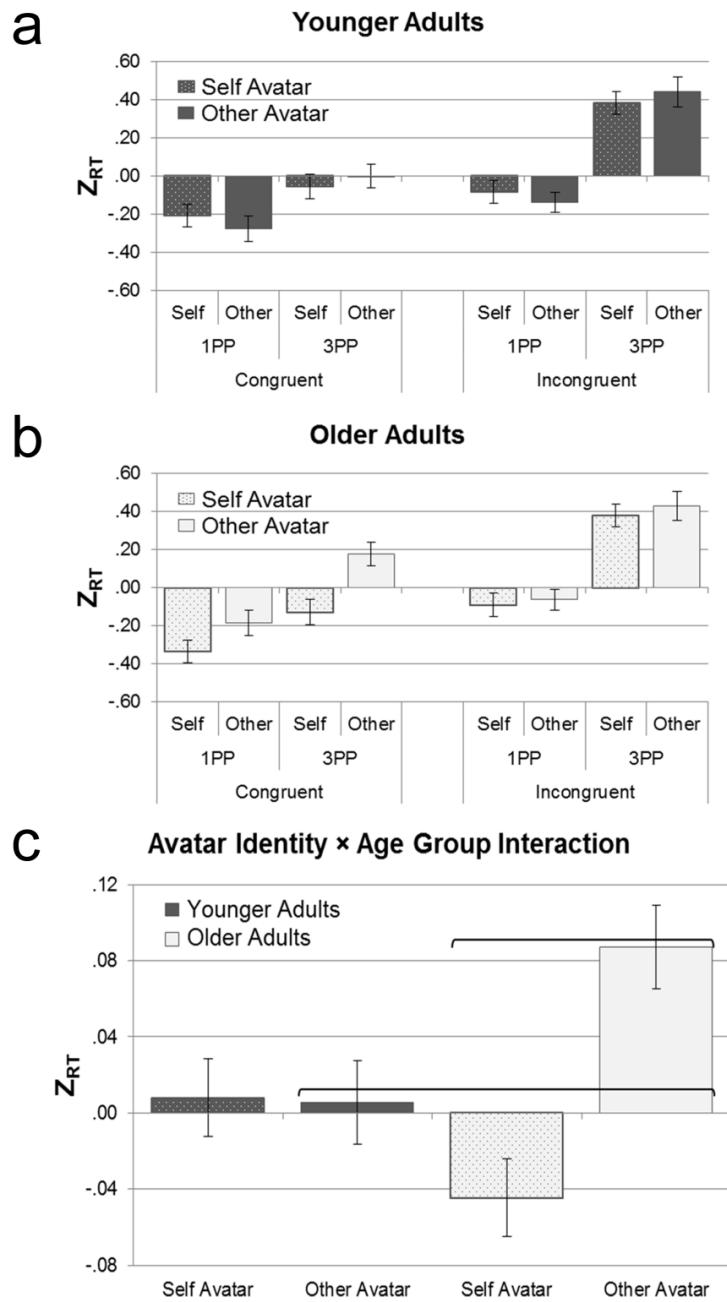 a
Younger Adults
.60
.40
.20
.00
-.20
-.40
-.60
Z_RT
Self Avatar
Other Avatar
Self Other Self Other Self Other Self Other
1PP 3PP 1PP 3PP
Congruent Incongruent
b
Older Adults
.60
.40
.20
.00
-.20
-.40
-.60
Z_RT
Self Avatar
Other Avatar
Self Other Self Other Self Other Self Other
1PP 3PP 1PP 3PP
Congruent Incongruent
c
Avatar Identity × Age Group Interaction
.12
.08
.04
.00
-.04
-.08
Z_RT
Younger Adults
Older Adults
Self Avatar Other Avatar Self Avatar Other Avatar